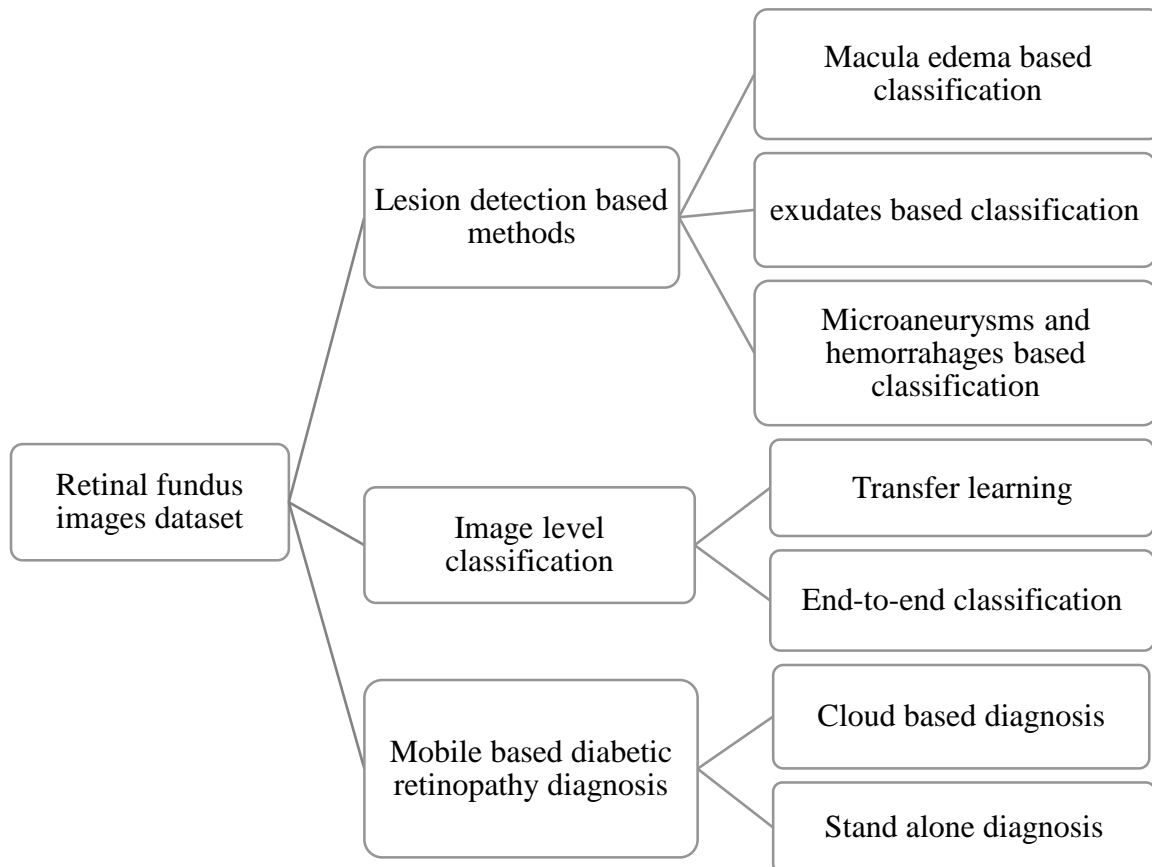 Macula edema based
classification
Lesion detection based
methods
exudates based classification
Microaneurysms and
hemorrahages based
classification
Retinal fundus
images dataset
Image level
classification
Transfer learning
End-to-end classification
Mobile based diabetic
retinopathy diagnosis
Cloud based diagnosis
Stand alone diagnosis